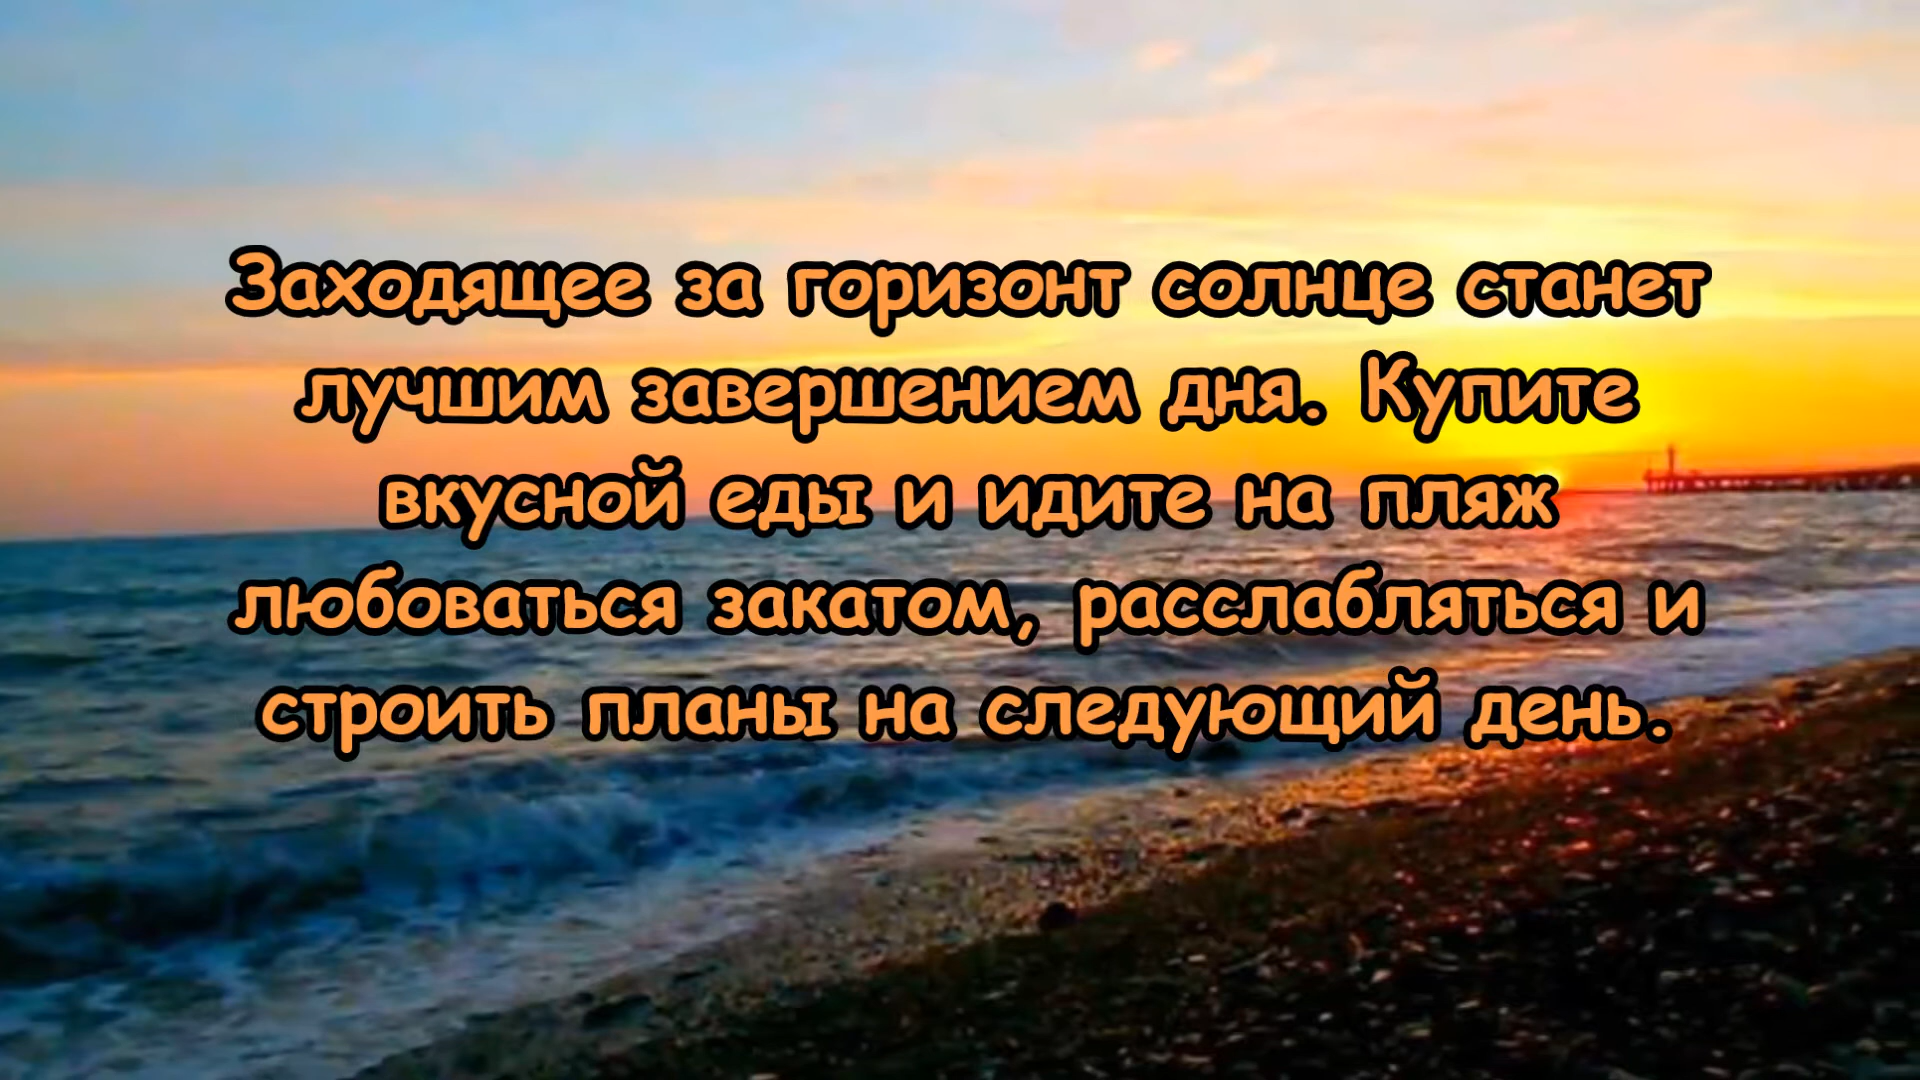 Заходящее за горизонт солнце станет
лучшим завершением дня. Купите
вкусной еды и идите на пляж
любоваться закатом, расслабляться и
строить планы на следующий день.